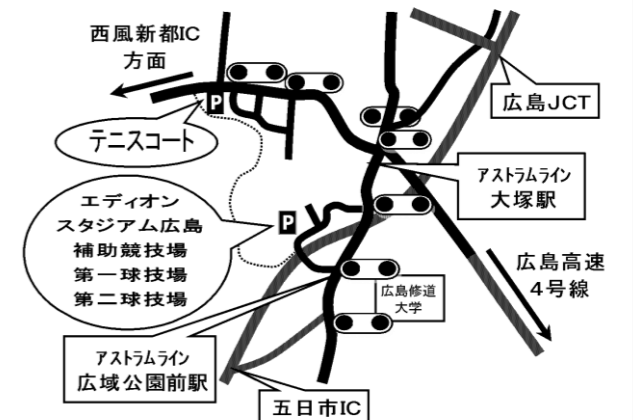 西風新都IC
方面
広島JCT
P
テニスコート
アストラムライン
大塚駅
エディオン
スタジアム広島
補助競技場
第一球技場
第二球技場
P
広島高速
4号線
広島修道
大学
アストラムライン
広域公園前駅
五日市IC